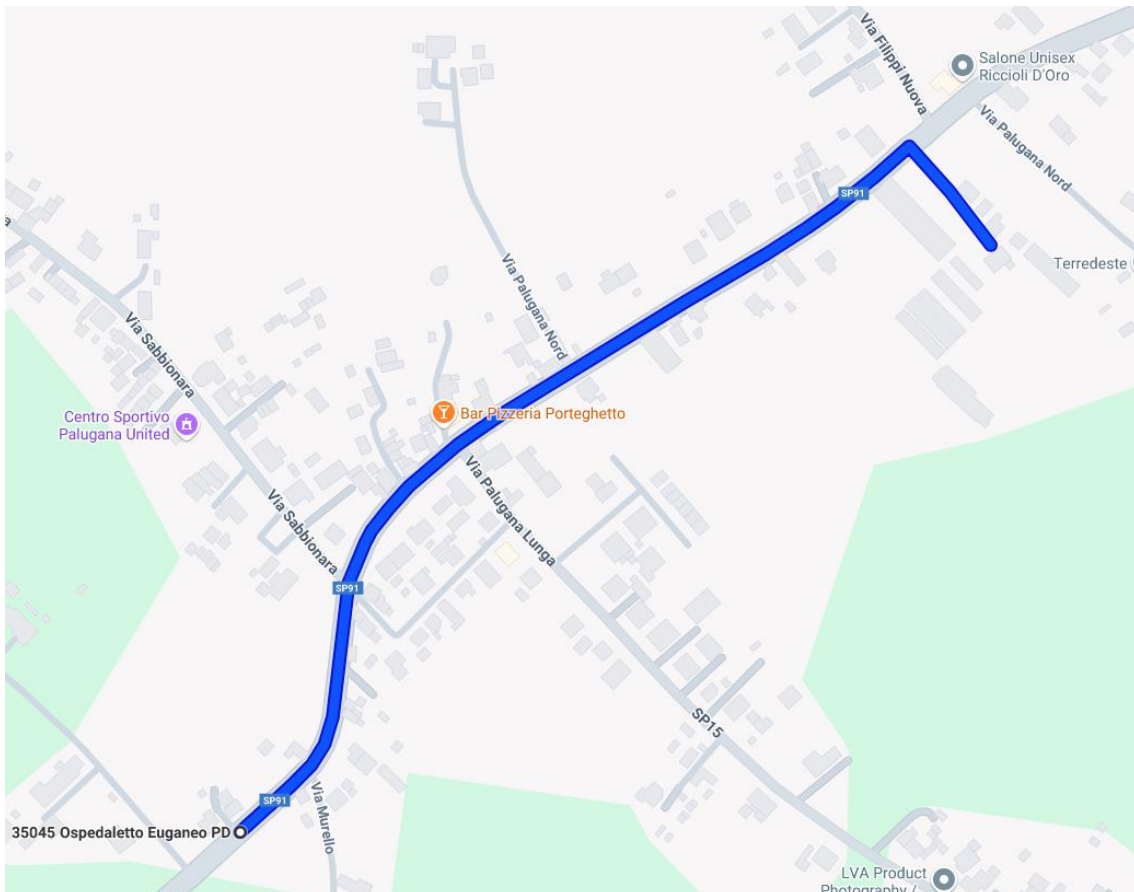 Via Filippi Nuova
Salone Unisex
Riccioli D'Oro
Via Palugana Nord
SP91
Terredeste
Via Palugana Nord
Via Sabbionara
Centro Sportivo
Palugana United
Bar Pizzeria Porteghetto
Via Palugana Lunga
Via Sabbionara
SP91
SP15
SP91
Via Murello
35045 Ospedaletto Euganeo PD
LVA Product
Photography /